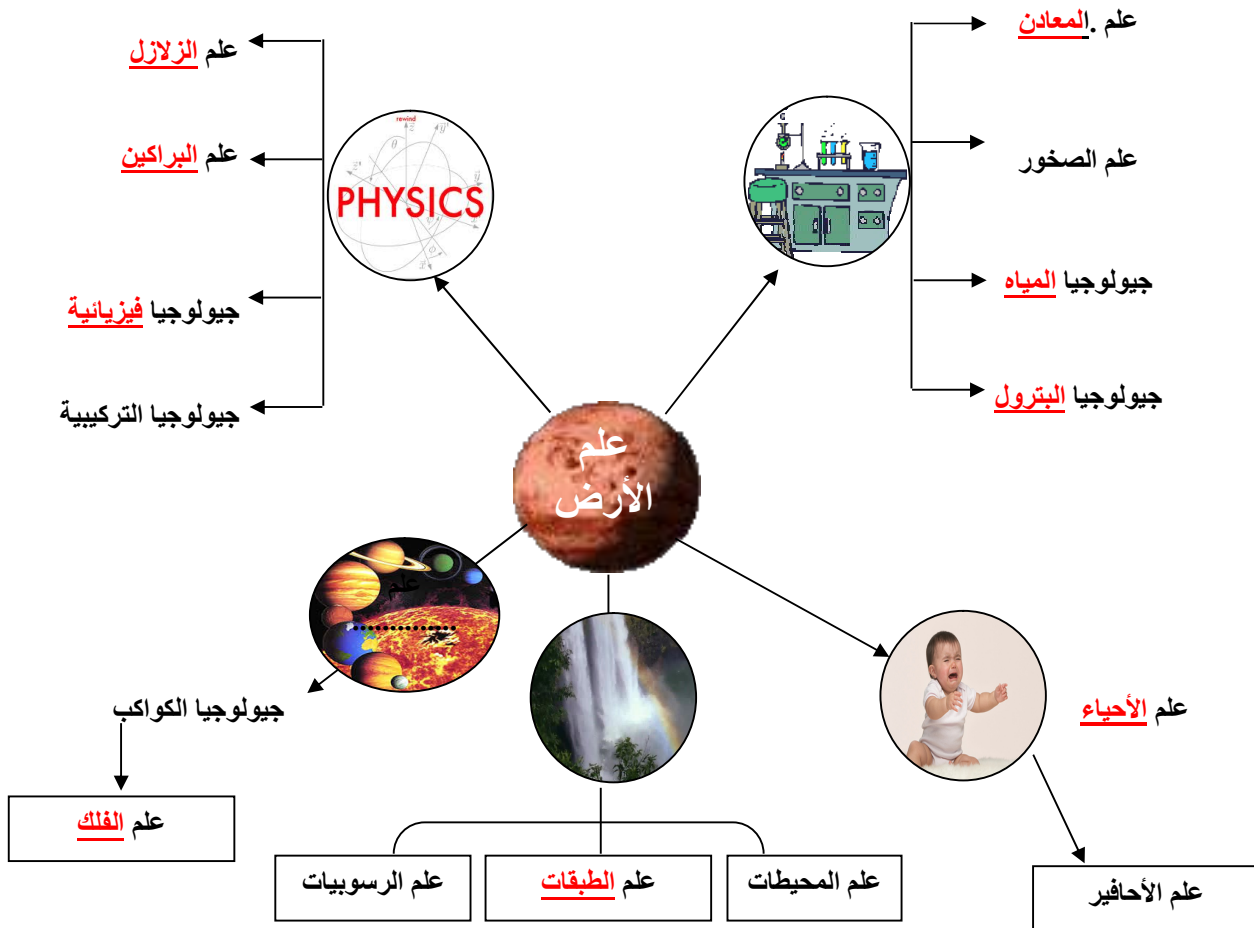 علم .المعادن
علم الصخور
جيولوجيا المياه
جيولوجيا البترول
علم الزلازل
علم البراكين
جيولوجيا فيزيائية
جيولوجيا التركيبية
rewind
PHYSICS
علم
الأرض
علم
..............
جيولوجيا الكواكب
علم الفلك
علم الأحياء
علم الأحافير
علم المحيطات
علم الطبقات
علم الرسوبيات